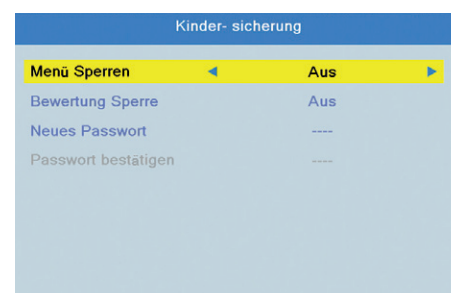 Kinder- sicherung
Menü Sperren ◄ Aus ►
Bewertung Sperre Aus
Neues Passwort ----
Passwort bestätigen ----